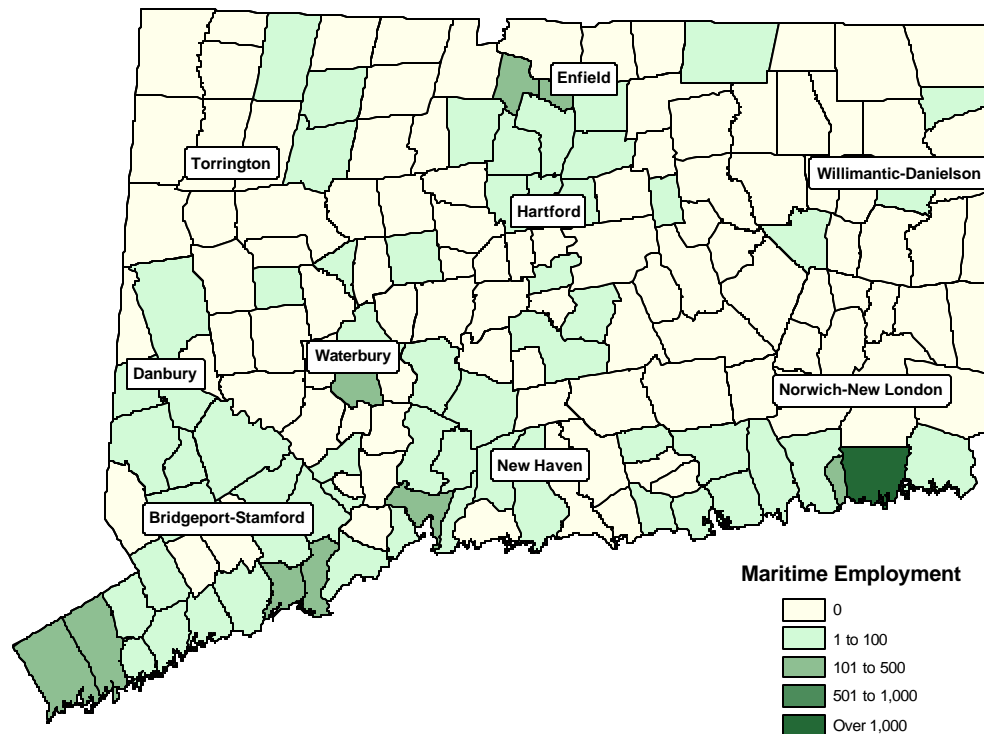 Enfield
Torrington
Willimantic-Danielson
Hartford
Waterbury
Danbury
Norwich-New London
New Haven
Bridgeport-Stamford
Maritime Employment
0
1 to 100
101 to 500
501 to 1,000
Over 1,000